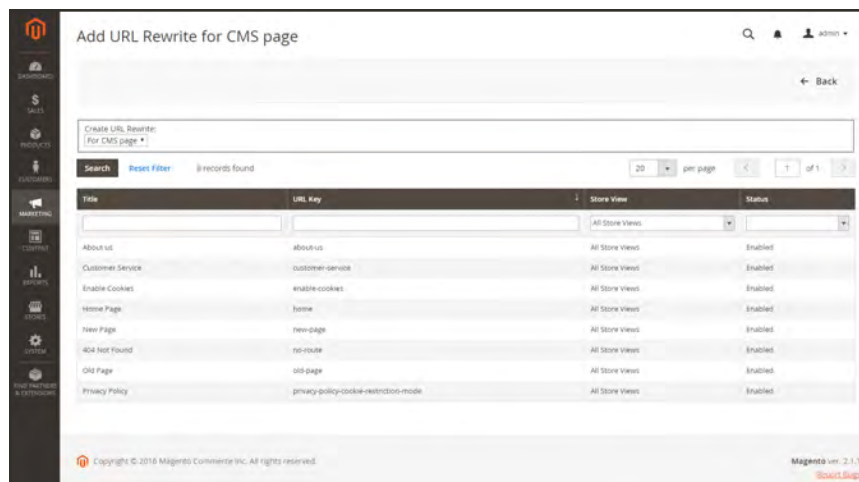 Add URL Rewrite for CMS page
admin
DASHBOARD
← Back
SALES
PRODUCTS
Create URL Rewrite:
For CMS page
CUSTOMERS
Search Reset Filter records found 20 per page 1 of 1
MARKETING
Title URL Key Store View Status
All Store Views
CONTENT
About us about-us All Store Views Enabled
Customer Service customer-service All Store Views Enabled
REPORTS
Enable Cookies enable-cookies All Store Views Enabled
Home Page home All Store Views Enabled
STORES
New Page new-page All Store Views Enabled
SYSTEM
404 Not Found no-route All Store Views Enabled
Old Page old-page All Store Views Enabled
FIND PARTNERS
& EXTENSIONS
Privacy Policy privacy-policy-cookie-restriction-mode All Store Views Enabled
Copyright © 2016 Magento Commerce Inc. All rights reserved.
Magento ver. 2.1.
Report Bugs